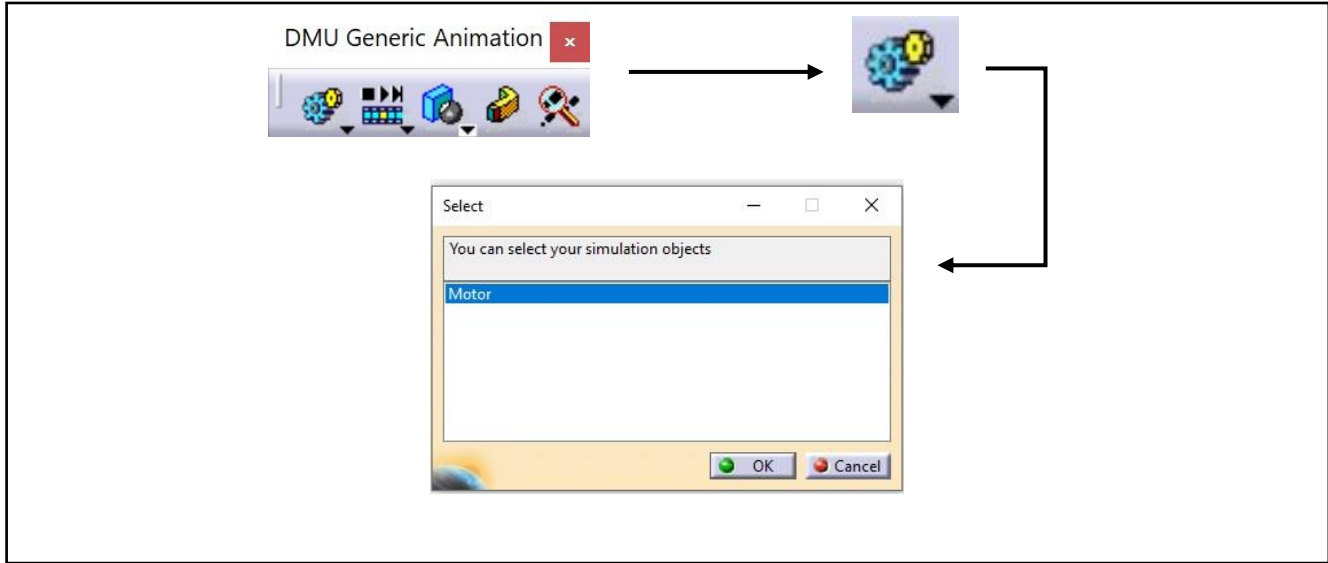 DMU Generic Animation
Select
You can select your simulation objects
Motor
OK Cancel